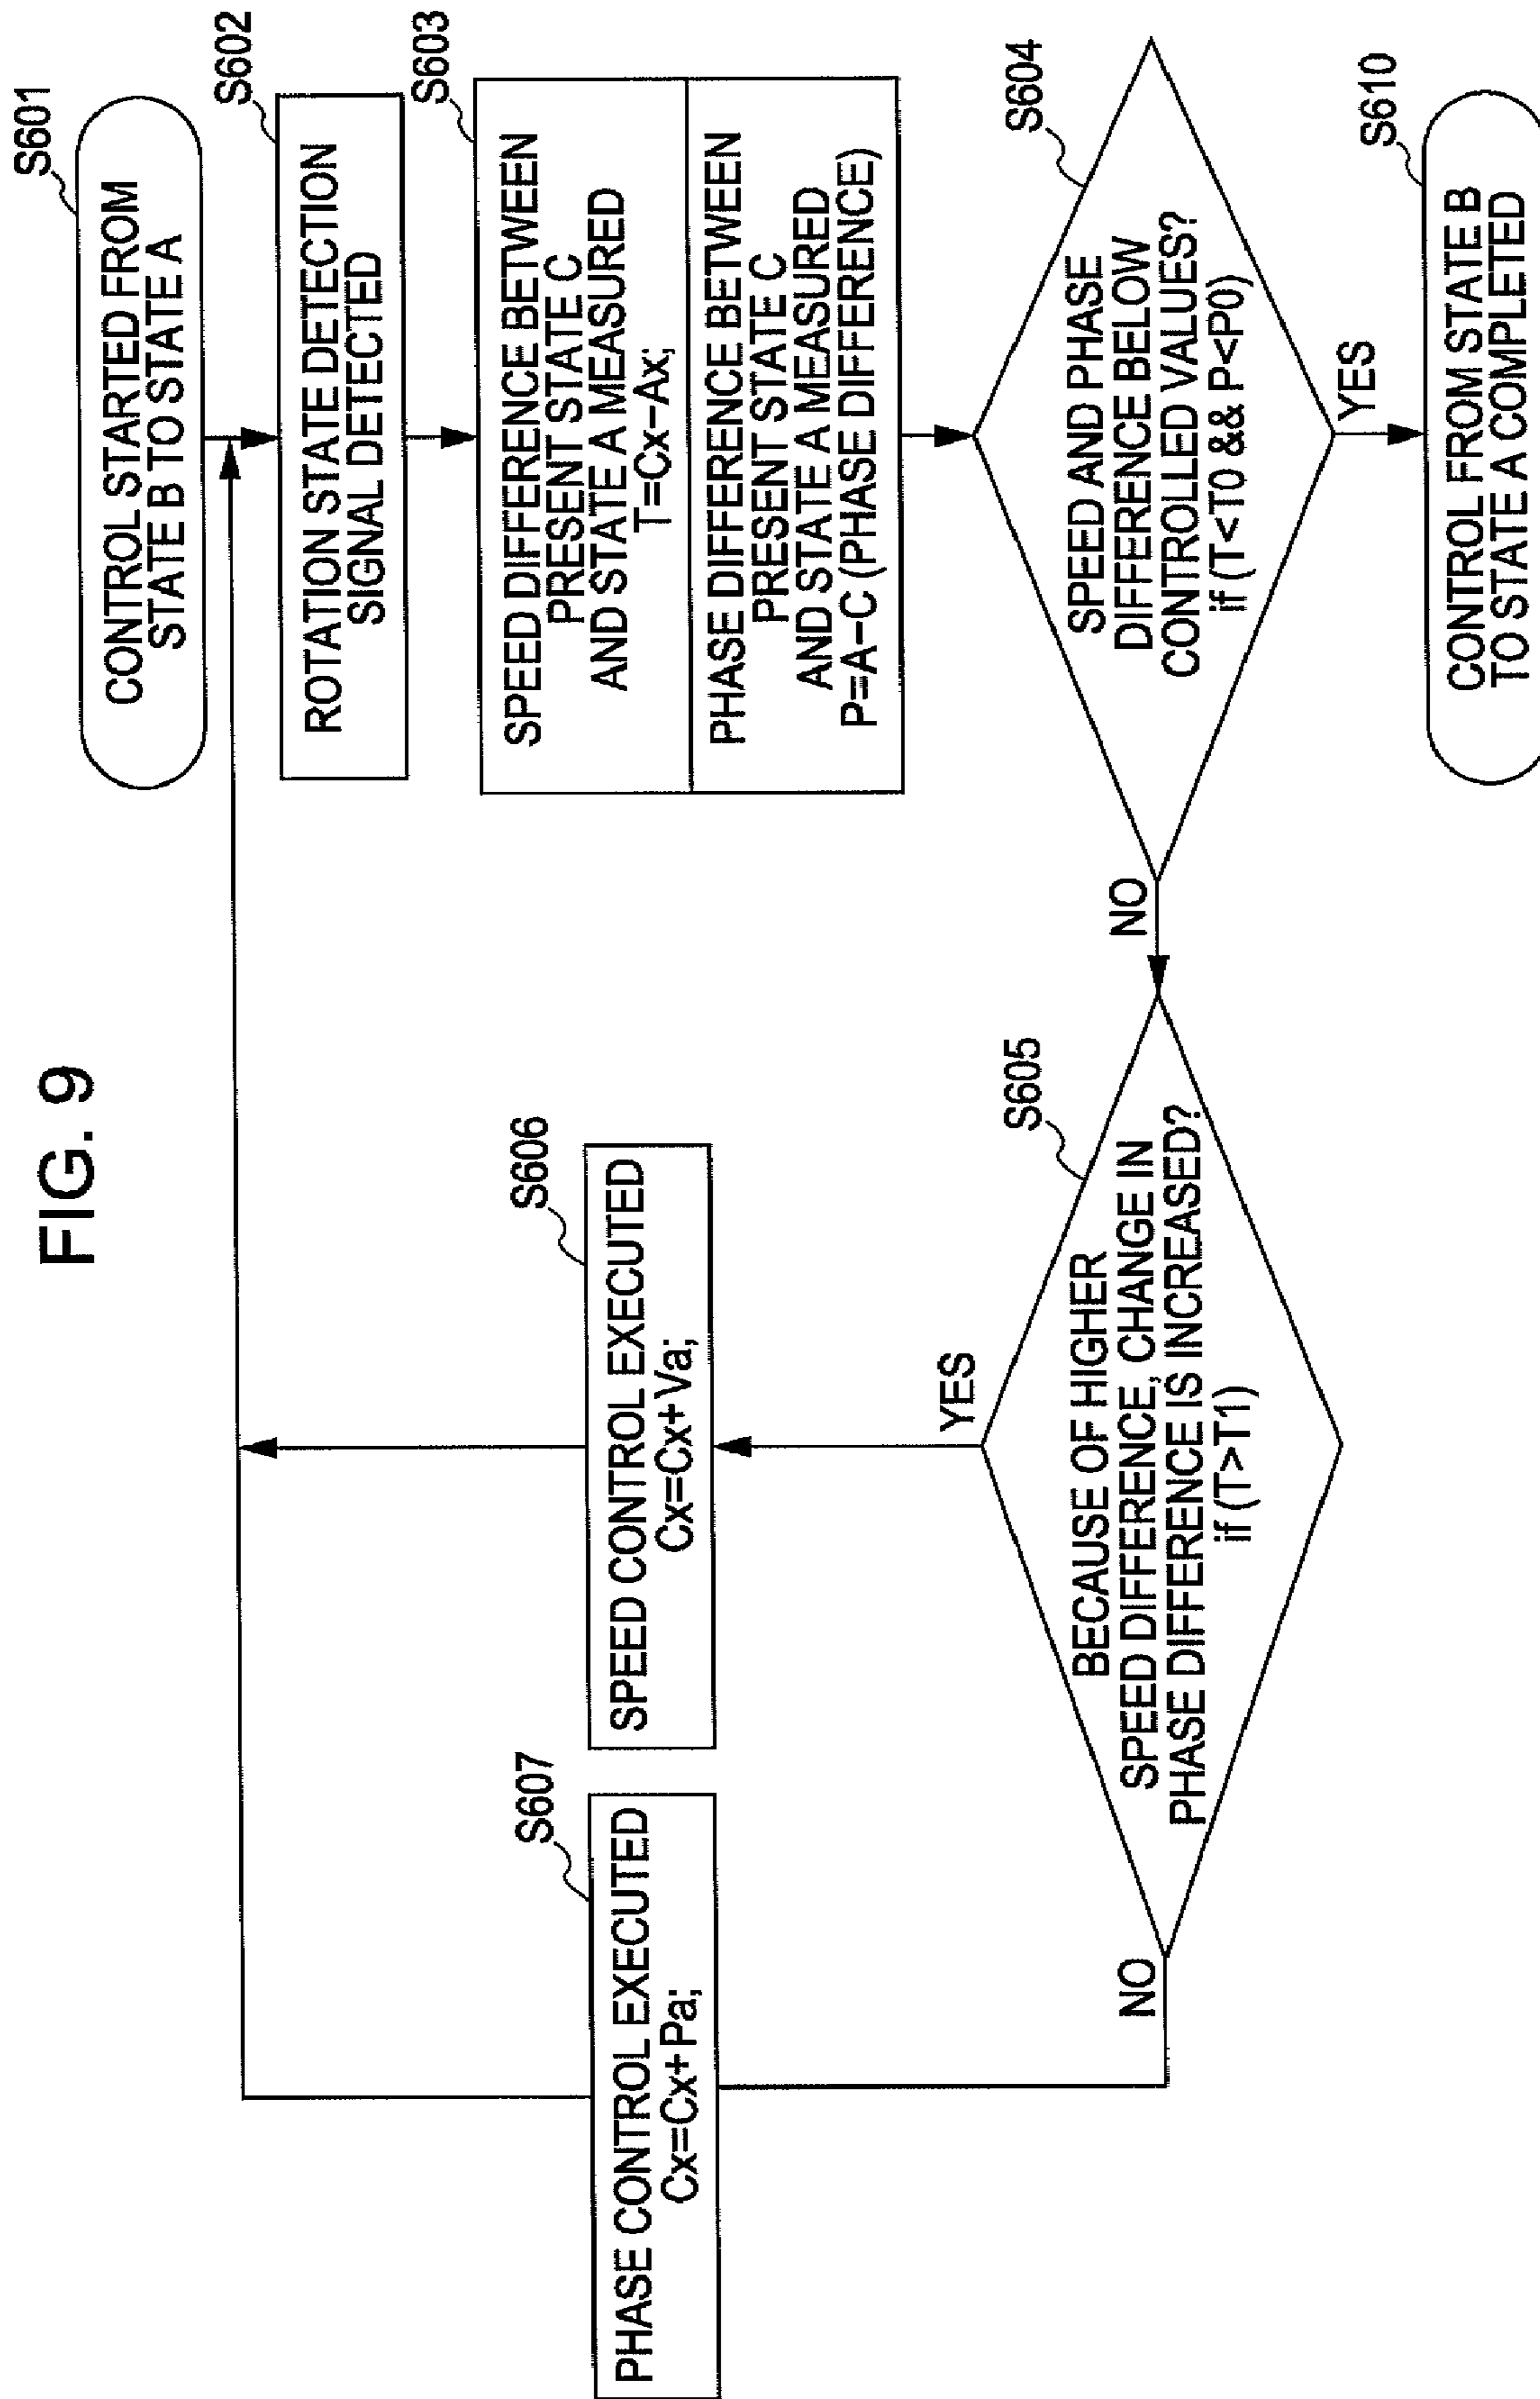 FIG. 9
S601
CONTROL STARTED FROM
STATE B TO STATE A
S602
ROTATION STATE DETECTION
SIGNAL DETECTED
S603
SPEED DIFFERENCE BETWEEN
PRESENT STATE C
AND STATE A MEASURED
T=Cx-Ax;
PHASE DIFFERENCE BETWEEN
PRESENT STATE C
AND STATE A MEASURED
P=A-C (PHASE DIFFERENCE)
S604
SPEED AND PHASE
DIFFERENCE BELOW
CONTROLLED VALUES?
if (T<T0 && P<P0)
YES
NO
S610
CONTROL FROM STATE B
TO STATE A COMPLETED
S605
BECAUSE OF HIGHER
SPEED DIFFERENCE, CHANGE IN
PHASE DIFFERENCE IS INCREASED?
if (T>T1)
YES
NO
S606
SPEED CONTROL EXECUTED
Cx=Cx+Va;
S607
PHASE CONTROL EXECUTED
Cx=Cx+Pa;